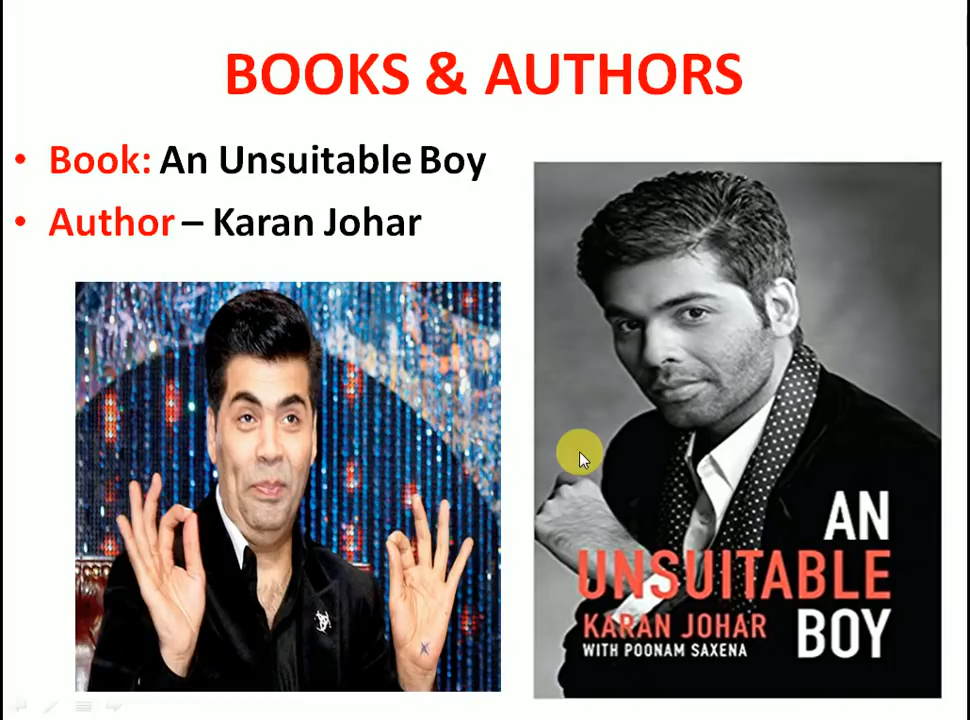 BOOKS & AUTHORS
• Book: An Unsuitable Boy
• Author – Karan Johar
AN
UNSUITABLE
BOY
KARAN JOHAR
WITH POONAM SAXENA